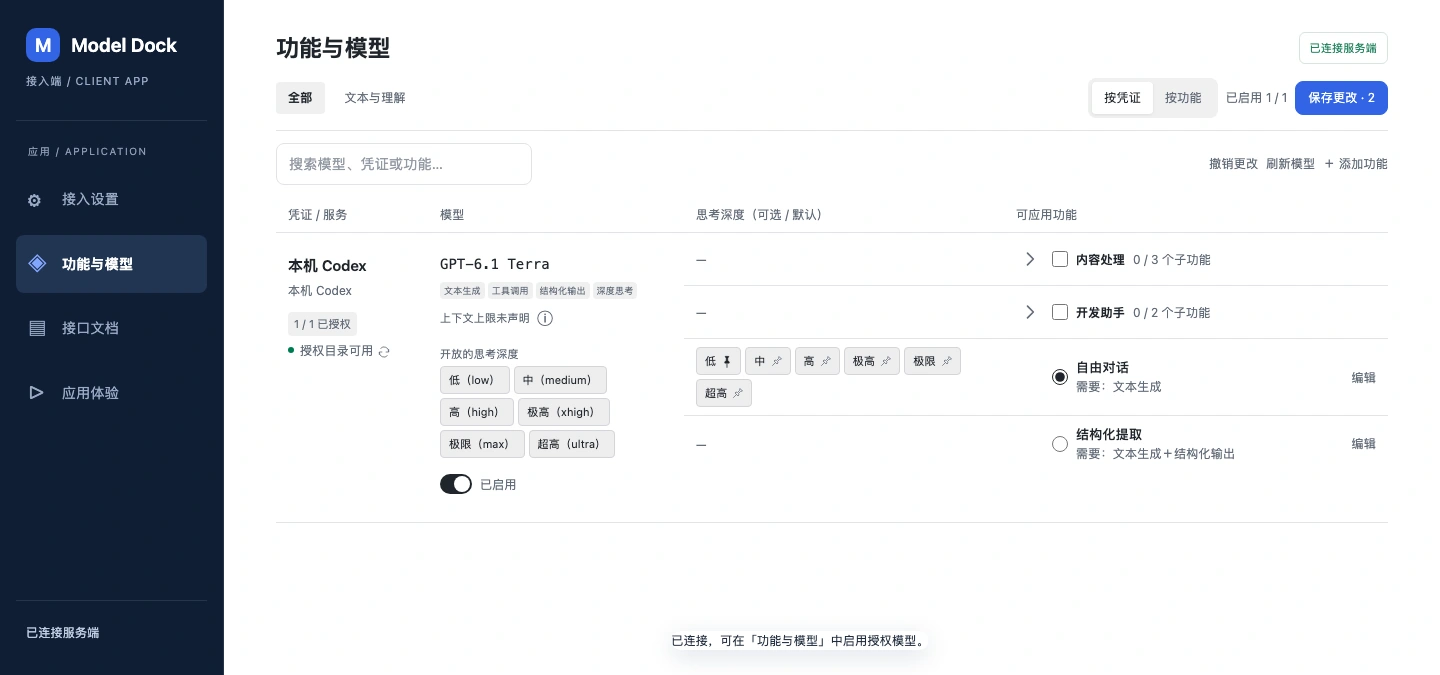 M Model Dock
接入端 / CLIENT APP
应用 / APPLICATION
接入设置
功能与模型
接口文档
应用体验
已连接服务端
功能与模型
已连接服务端
全部 文本与理解
按凭证 按功能 已启用 1 / 1 保存更改 · 2
搜索模型、凭证或功能...
撤销更改 刷新模型 + 添加功能
凭证 / 服务 模型 思考深度（可选 / 默认） 可应用功能
本机 Codex
本机 Codex
1 / 1 已授权
授权目录可用
GPT-6.1 Terra
文本生成 工具调用 结构化输出 深度思考
上下文上限未声明
开放的思考深度
低（low） 中（medium）
高（high） 极高（xhigh）
极限（max） 超高（ultra）
已启用
— 内容处理 0 / 3 个子功能
— 开发助手 0 / 2 个子功能
低 中 高 极高 极限
超高
自由对话
需要：文本生成
编辑
—
结构化提取
需要：文本生成＋结构化输出
编辑
已连接，可在「功能与模型」中启用授权模型。